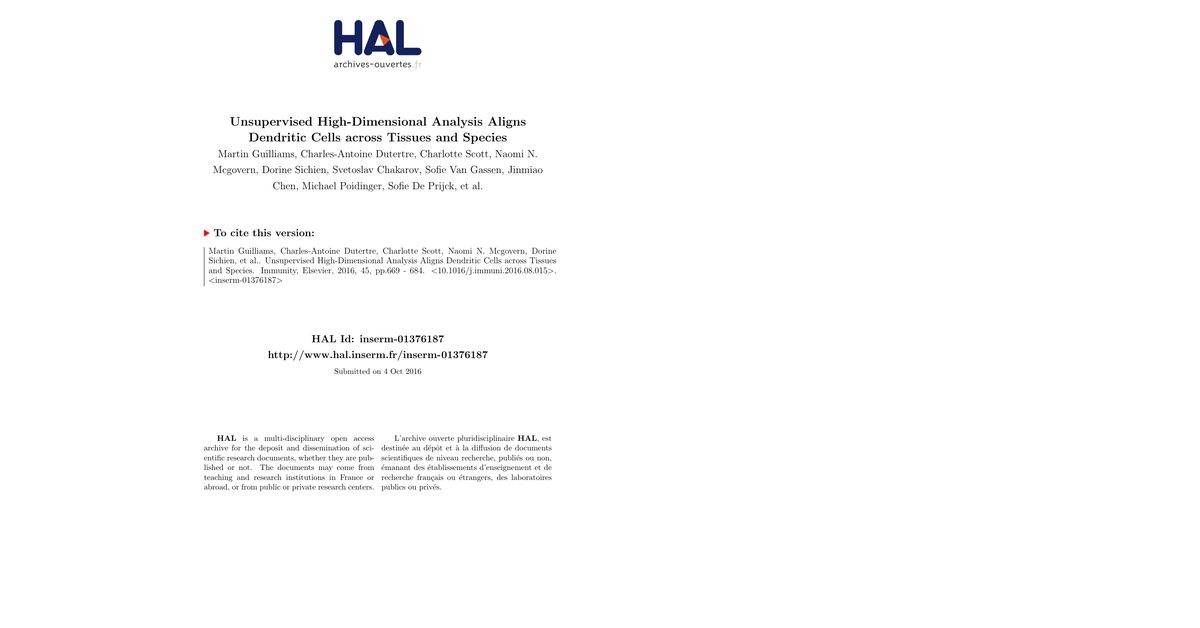 HAL
archives-ouvertes.fr
Unsupervised High-Dimensional Analysis Aligns
Dendritic Cells across Tissues and Species
Martin Guilliams, Charles-Antoine Dutertre, Charlotte Scott, Naomi N.
Mcgovern, Dorine Sichien, Svetoslav Chakarov, Sofie Van Gassen, Jinmiao
Chen, Michael Poidinger, Sofie De Prijck, et al.
To cite this version:
Martin Guilliams, Charles-Antoine Dutertre, Charlotte Scott, Naomi N. Mcgovern, Dorine
Sichien, et al.. Unsupervised High-Dimensional Analysis Aligns Dendritic Cells across Tissues
and Species. Immunity, Elsevier, 2016, 45, pp.669 - 684. <10.1016/j.immuni.2016.08.015>.
<inserm-01376187>
HAL Id: inserm-01376187
http://www.hal.inserm.fr/inserm-01376187
Submitted on 4 Oct 2016
HAL is a multi-disciplinary open access
archive for the deposit and dissemination of sci-
entific research documents, whether they are pub-
lished or not. The documents may come from
teaching and research institutions in France or
abroad, or from public or private research centers.
L'archive ouverte pluridisciplinaire HAL, est
destinée au dépôt et à la diffusion de documents
scientifiques de niveau recherche, publiés ou non,
émanant des établissements d'enseignement et de
recherche français ou étrangers, des laboratoires
publics ou privés.